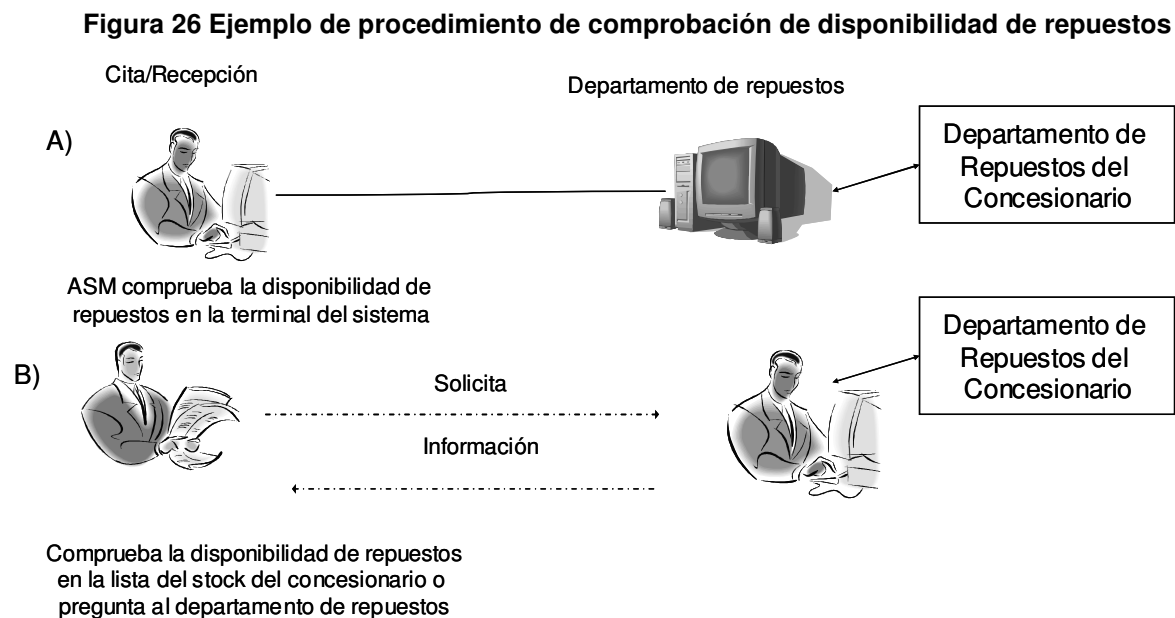 Figura 26 Ejemplo de procedimiento de comprobación de disponibilidad de repuestos
Cita/Recepción
Departamento de repuestos
A)
Departamento de
Repuestos del
Concesionario
ASM comprueba la disponibilidad de
repuestos en la terminal del sistema
B)
Solicita
Información
Departamento de
Repuestos del
Concesionario
Comprueba la disponibilidad de repuestos
en la lista del stock del concesionario o
pregunta al departamento de repuestos